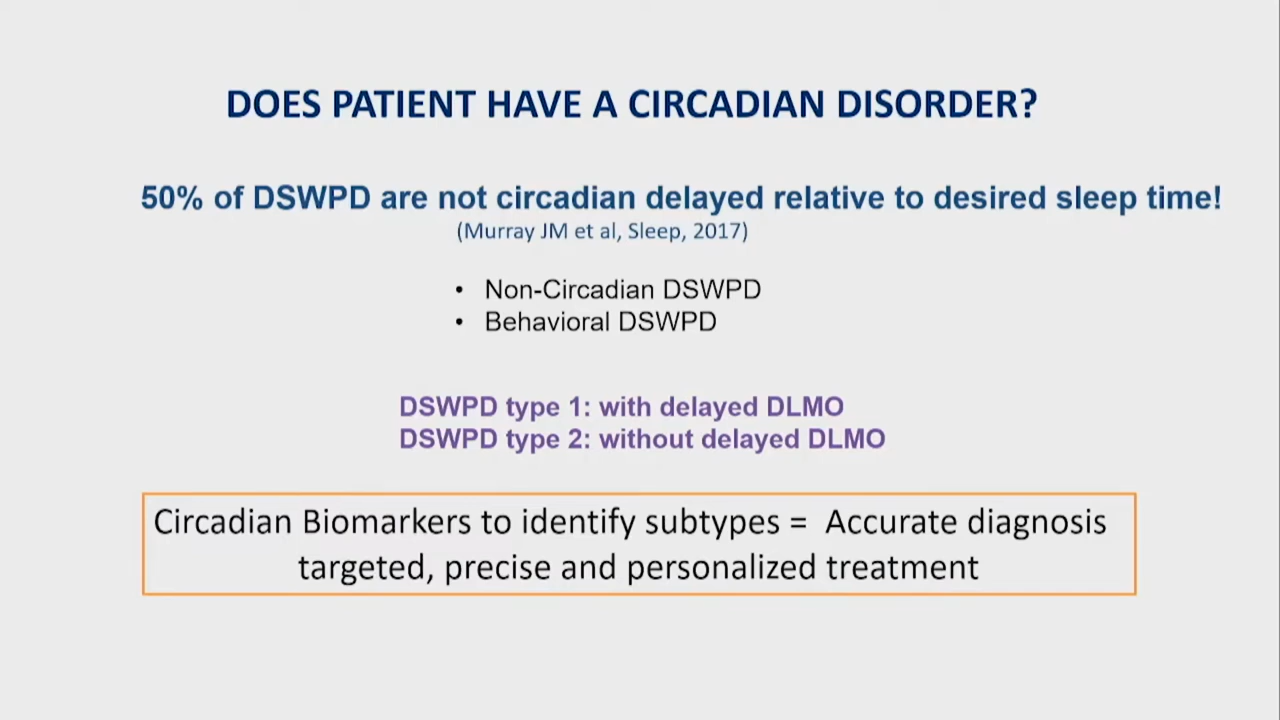 DOES PATIENT HAVE A CIRCADIAN DISORDER?
50% of DSWPD are not circadian delayed relative to desired sleep time!
(Murray JM et al, Sleep, 2017)
• Non-Circadian DSWPD
• Behavioral DSWPD
DSWPD type 1: with delayed DLMO
DSWPD type 2: without delayed DLMO
Circadian Biomarkers to identify subtypes = Accurate diagnosis
targeted, precise and personalized treatment